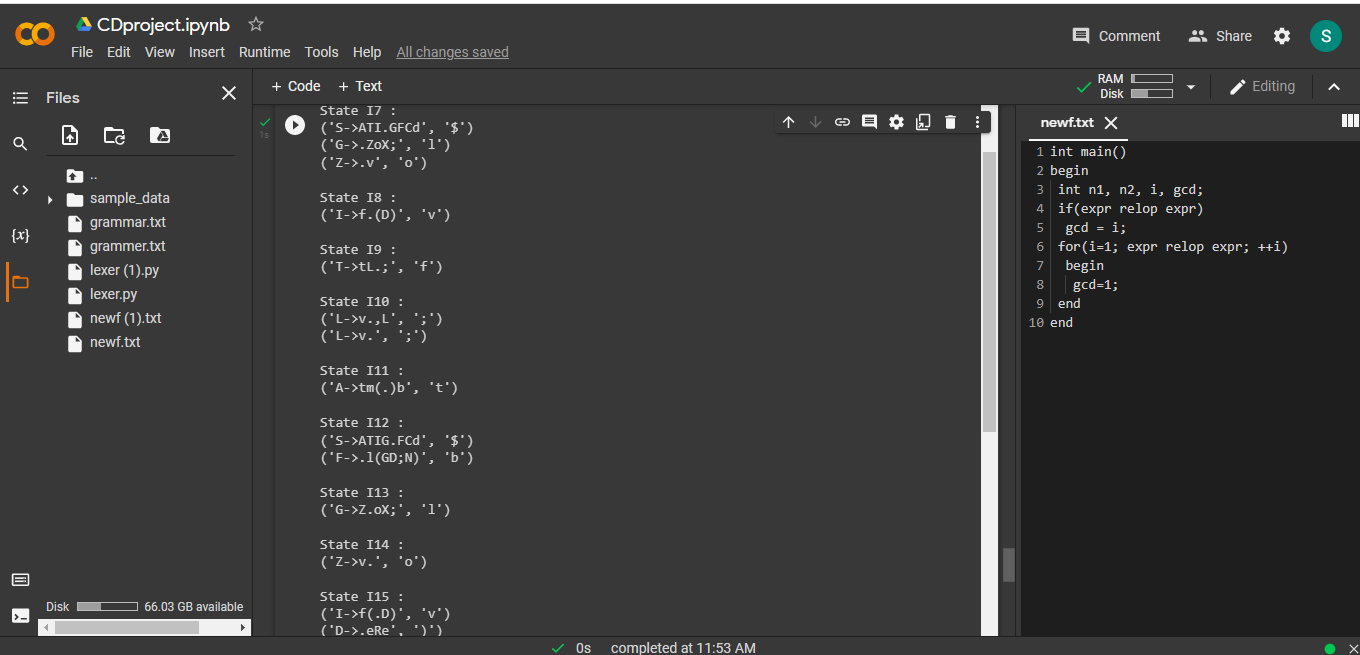 CDproject.ipynb
File Edit View Insert Runtime Tools Help All changes saved
Comment Share S
Files
+ Code + Text
RAM
Disk
Editing
..
sample_data
grammar.txt
grammer.txt
lexer (1).py
lexer.py
newf (1).txt
newf.txt
{x}
Disk 66.03 GB available
1s
State I7 :
('S->ATI.GFCd', '$')
('G->.ZoX;', 'l')
('Z->.v', 'o')
State I8 :
('I->f.(D)', 'v')
State I9 :
('T->tL.;', 'f')
State I10 :
('L->v.,L', ';')
('L->v.', ';')
State I11 :
('A->tm(.)b', 't')
State I12 :
('S->ATIG.FCd', '$')
('F->.l(GD;N)', 'b')
State I13 :
('G->Z.oX;', 'l')
State I14 :
('Z->v.', 'o')
State I15 :
('I->f(.D)', 'v')
('D->.eRe', ')')
newf.txt
1 int main()
2 begin
3 int n1, n2, i, gcd;
4 if(expr relop expr)
5 gcd = i;
6 for(i=1; expr relop expr; ++i)
7 begin
8 gcd=1;
9 end
10 end
0s completed at 11:53 AM